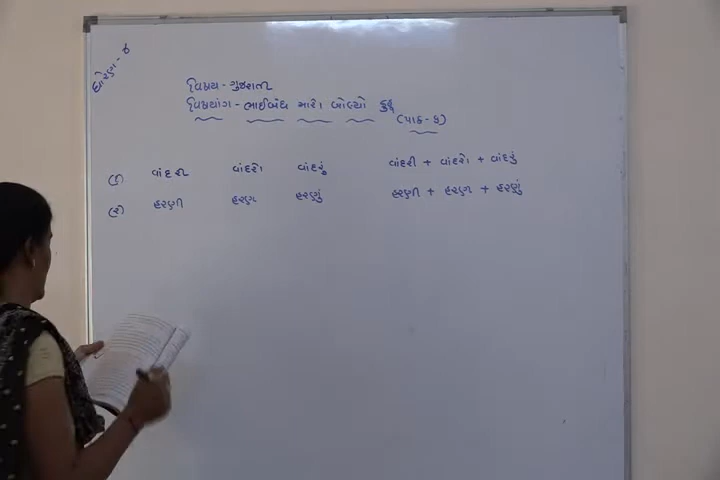 ધોરણ-૪
વિષય - ગુજરાતી
વિષયાંગ - ભાઈબંધ મારો બોલ્યો કુહૂ
(પાઠ-૬)
(૧) વાંદરી વાંદરો વાંદરું વાંદરી + વાંદરો + વાંદરું
(૨) હરણી હરણ હરણું હરણી + હરણ + હરણું